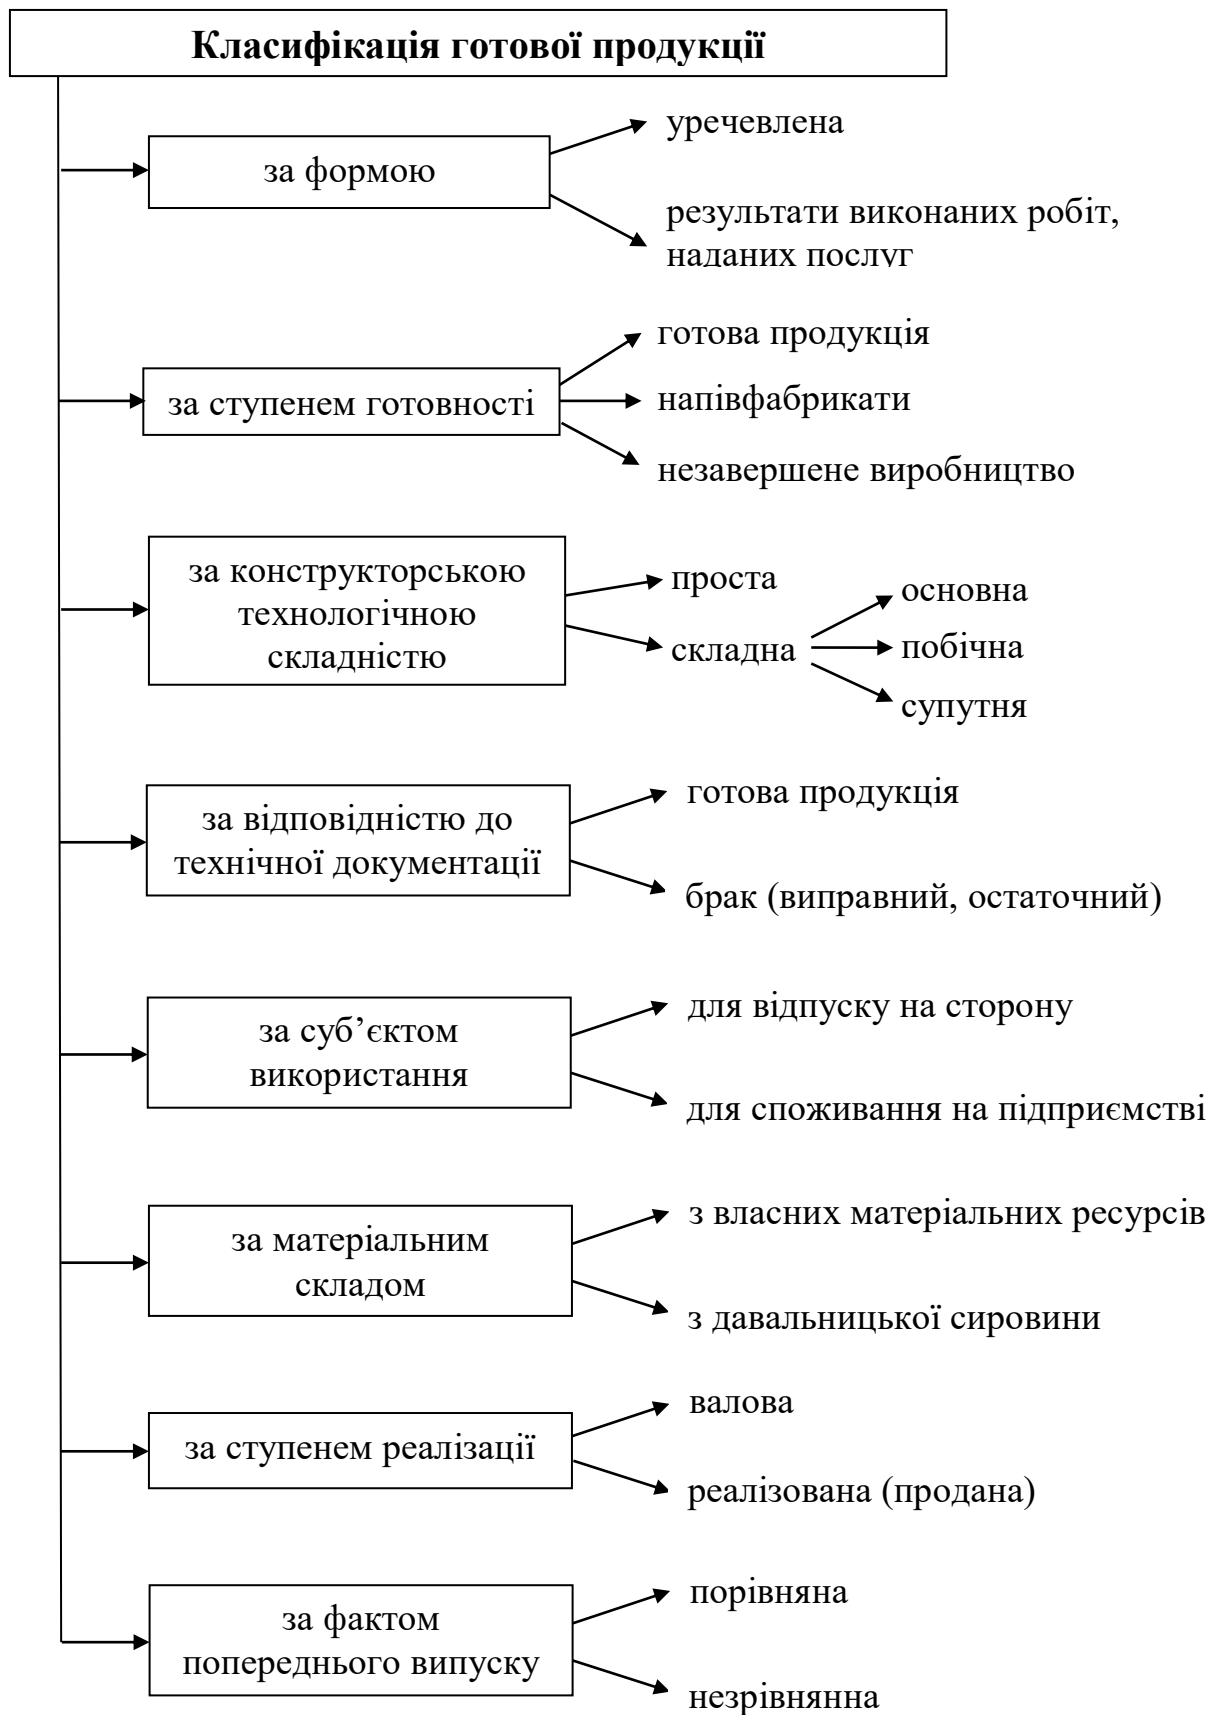 Класифікація готової продукції
за формою
уречевлена
результати виконаних робіт,
наданих послуг
за ступенем готовності
готова продукція
напівфабрикати
незавершене виробництво
за конструкторською
технологічною
складністю
проста
складна
основна
побічна
супутня
за відповідністю до
технічної документації
готова продукція
брак (виправний, остаточний)
за суб’єктом
використання
для відпуску на сторону
для споживання на підприємстві
за матеріальним
складом
з власних матеріальних ресурсів
з давальницької сировини
за ступенем реалізації
валова
реалізована (продана)
за фактом
попереднього випуску
порівняна
незрівнянна